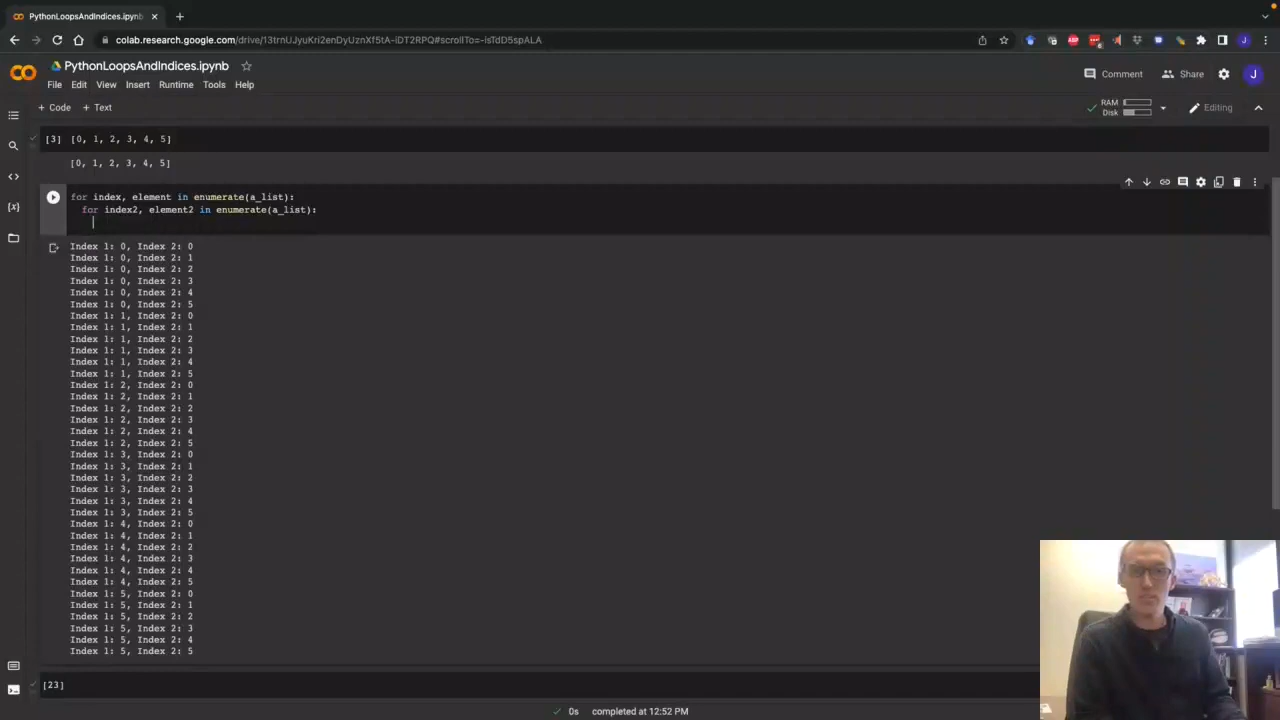 PythonLoopsAndIndices.ipynb
colab.research.google.com/drive/13trnUJyuKri2enDyUznXf5tA-iDT2RPQ#scrollTo=-IsTdD5spALA
PythonLoopsAndIndices.ipynb
Comment
Share
J
File Edit View Insert Runtime Tools Help
+ Code + Text
RAM
Disk
Editing
[3] [0, 1, 2, 3, 4, 5]
[0, 1, 2, 3, 4, 5]
for index, element in enumerate(a_list):
for index2, element2 in enumerate(a_list):
Index 1: 0, Index 2: 0
Index 1: 0, Index 2: 1
Index 1: 0, Index 2: 2
Index 1: 0, Index 2: 3
Index 1: 0, Index 2: 4
Index 1: 0, Index 2: 5
Index 1: 1, Index 2: 0
Index 1: 1, Index 2: 1
Index 1: 1, Index 2: 2
Index 1: 1, Index 2: 3
Index 1: 1, Index 2: 4
Index 1: 1, Index 2: 5
Index 1: 2, Index 2: 0
Index 1: 2, Index 2: 1
Index 1: 2, Index 2: 2
Index 1: 2, Index 2: 3
Index 1: 2, Index 2: 4
Index 1: 2, Index 2: 5
Index 1: 3, Index 2: 0
Index 1: 3, Index 2: 1
Index 1: 3, Index 2: 2
Index 1: 3, Index 2: 3
Index 1: 3, Index 2: 4
Index 1: 3, Index 2: 5
Index 1: 4, Index 2: 0
Index 1: 4, Index 2: 1
Index 1: 4, Index 2: 2
Index 1: 4, Index 2: 3
Index 1: 4, Index 2: 4
Index 1: 4, Index 2: 5
Index 1: 5, Index 2: 0
Index 1: 5, Index 2: 1
Index 1: 5, Index 2: 2
Index 1: 5, Index 2: 3
Index 1: 5, Index 2: 4
Index 1: 5, Index 2: 5
[23]
0s completed at 12:52 PM